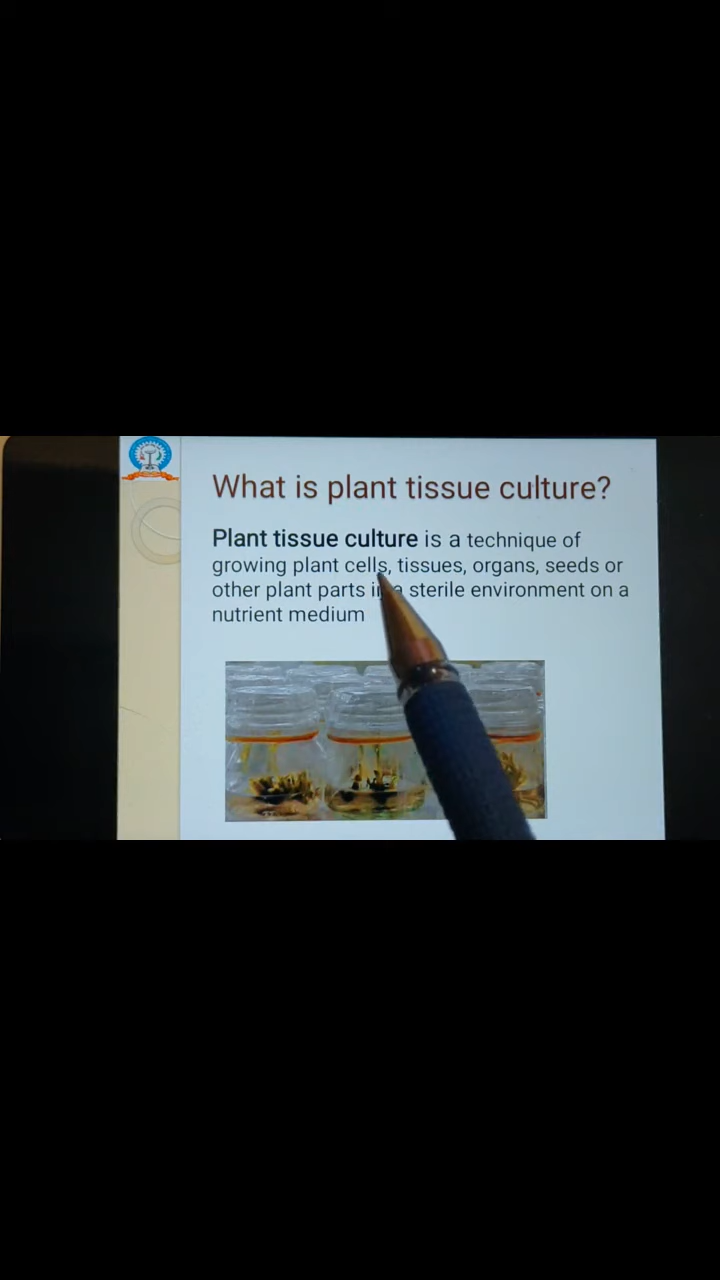 What is plant tissue culture?
Plant tissue culture is a technique of
growing plant cells, tissues, organs, seeds or
other plant parts in a sterile environment on a
nutrient medium